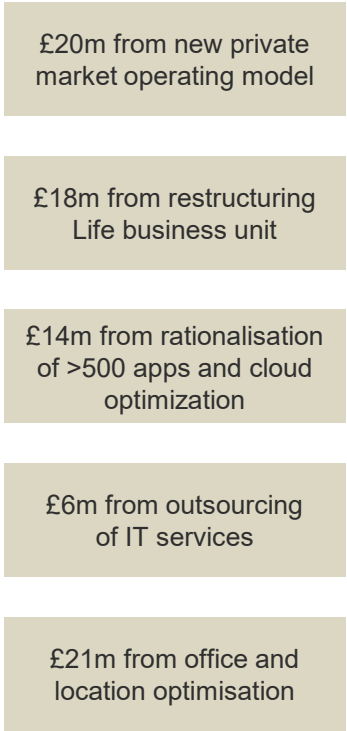 £20m from new private
market operating model
£18m from restructuring
Life business unit
£14m from rationalisation
of >500 apps and cloud
optimization
£6m from outsourcing
of IT services
£21m from office and
location optimisation